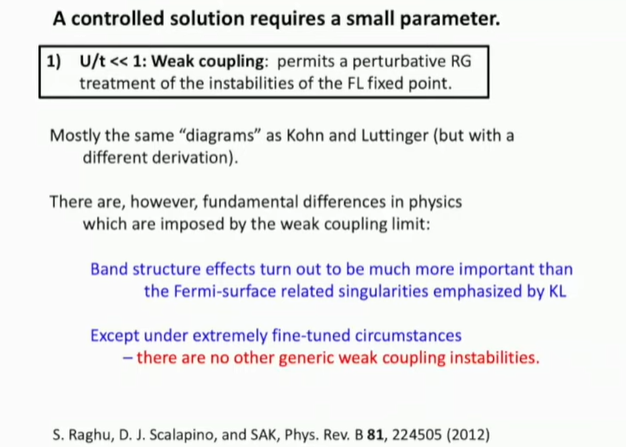 A controlled solution requires a small parameter.
1) U/t << 1: Weak coupling: permits a perturbative RG
treatment of the instabilities of the FL fixed point.
Mostly the same “diagrams” as Kohn and Luttinger (but with a
different derivation).
There are, however, fundamental differences in physics
which are imposed by the weak coupling limit:
Band structure effects turn out to be much more important than
the Fermi-surface related singularities emphasized by KL
Except under extremely fine-tuned circumstances
– there are no other generic weak coupling instabilities.
S. Raghu, D. J. Scalapino, and SAK, Phys. Rev. B 81, 224505 (2012)